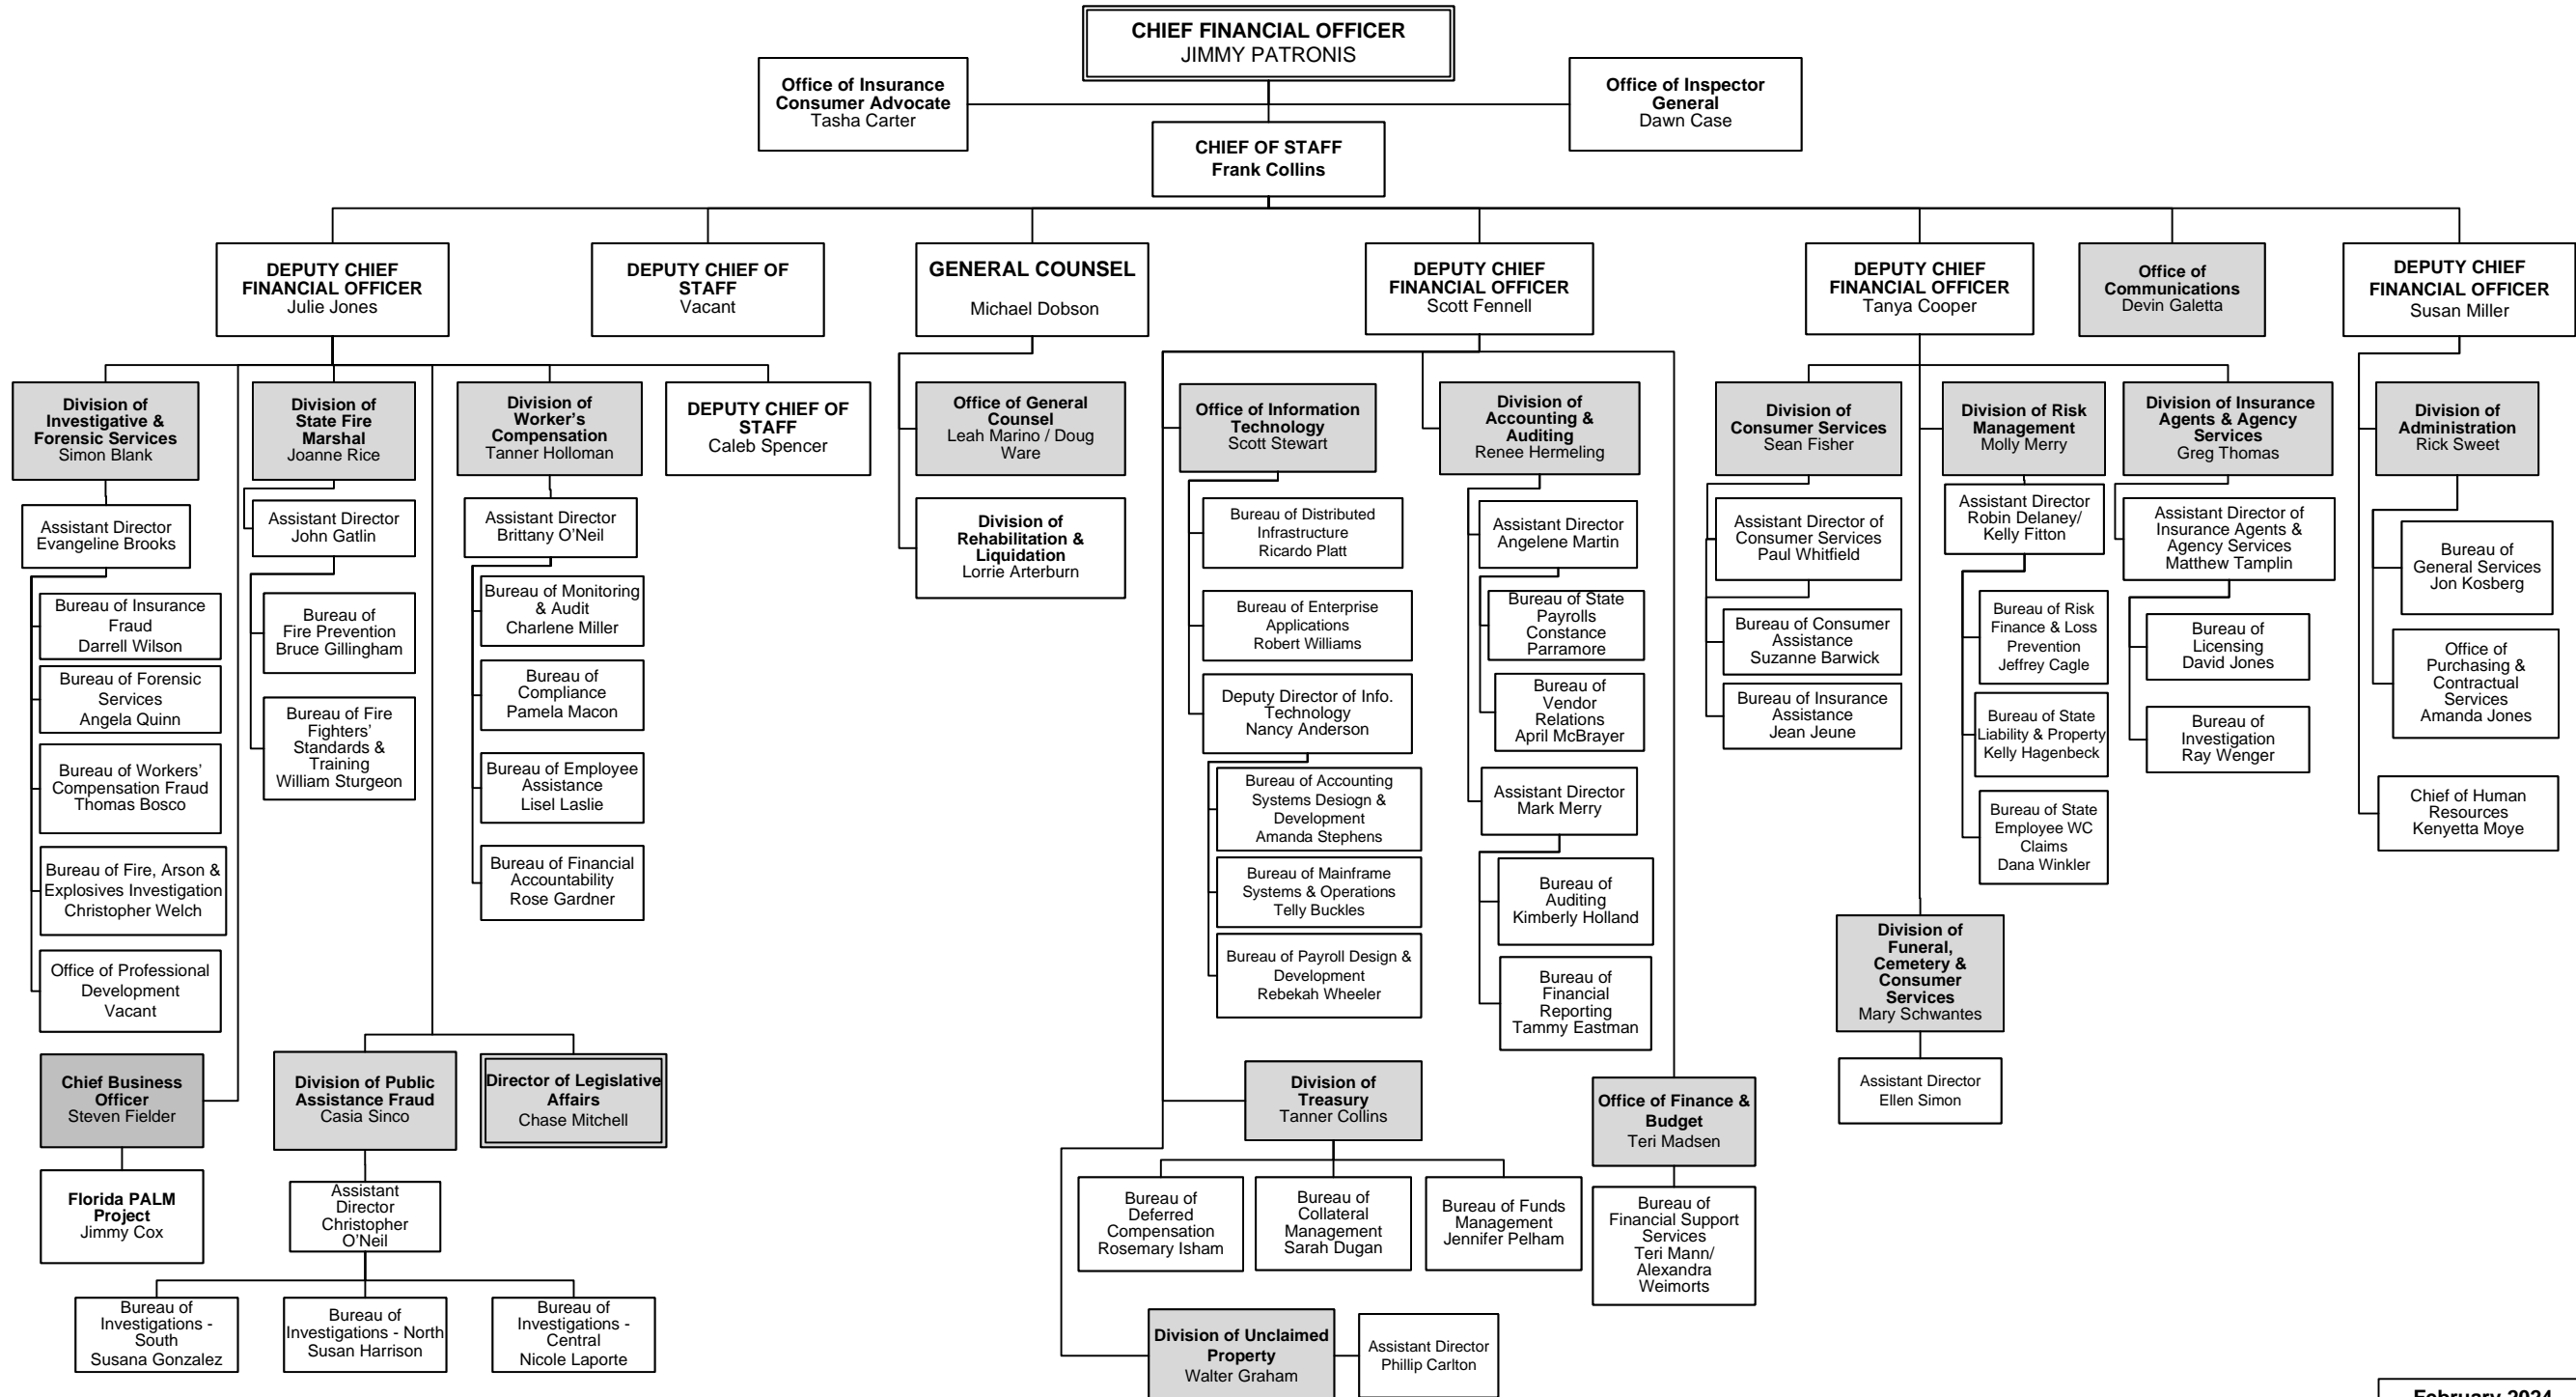 CHIEF FINANCIAL OFFICER
JIMMY PATRONIS
Office of Insurance
Consumer Advocate
Tasha Carter
Office of Inspector
General
Dawn Case
CHIEF OF STAFF
Frank Collins
DEPUTY CHIEF
FINANCIAL OFFICER
Julie Jones
DEPUTY CHIEF OF
STAFF
Vacant
GENERAL COUNSEL
Michael Dobson
DEPUTY CHIEF
FINANCIAL OFFICER
Scott Fennell
DEPUTY CHIEF
FINANCIAL OFFICER
Tanya Cooper
Office of
Communications
Devin Galetta
DEPUTY CHIEF
FINANCIAL OFFICER
Susan Miller
Division of
Investigative &
Forensic Services
Simon Blank
Division of
State Fire
Marshal
Joanne Rice
Division of
Worker's
Compensation
Tanner Holloman
DEPUTY CHIEF OF
STAFF
Caleb Spencer
Office of General
Counsel
Leah Marino / Doug
Ware
Office of Information
Technology
Scott Stewart
Division of
Accounting &
Auditing
Renee Hermeling
Division of
Consumer Services
Sean Fisher
Division of Risk
Management
Molly Merry
Division of Insurance
Agents & Agency
Services
Greg Thomas
Division of
Administration
Rick Sweet
Assistant Director
Evangeline Brooks
Bureau of Insurance
Fraud
Darrell Wilson
Bureau of Forensic
Services
Angela Quinn
Bureau of Workers'
Compensation Fraud
Thomas Bosco
Bureau of Fire, Arson &
Explosives Investigation
Christopher Welch
Office of Professional
Development
Vacant
Assistant Director
John Gatlin
Bureau of
Fire Prevention
Bruce Gillingham
Bureau of Fire
Fighters'
Standards &
Training
William Sturgeon
Assistant Director
Brittany O'Neil
Bureau of Monitoring
& Audit
Charlene Miller
Bureau of
Compliance
Pamela Macon
Bureau of Employee
Assistance
Lisel Laslie
Bureau of Financial
Accountability
Rose Gardner
Division of
Rehabilitation &
Liquidation
Lorrie Arterburn
Bureau of Distributed
Infrastructure
Ricardo Platt
Bureau of Enterprise
Applications
Robert Williams
Deputy Director of Info.
Technology
Nancy Anderson
Bureau of Accounting
Systems Desiogn &
Development
Amanda Stephens
Bureau of Mainframe
Systems & Operations
Telly Buckles
Bureau of Payroll Design &
Development
Rebekah Wheeler
Assistant Director
Angelene Martin
Bureau of State
Payrolls
Constance
Parramore
Bureau of
Vendor
Relations
April McBrayer
Assistant Director
Mark Merry
Bureau of
Auditing
Kimberly Holland
Bureau of
Financial
Reporting
Tammy Eastman
Assistant Director of
Consumer Services
Paul Whitfield
Bureau of Consumer
Assistance
Suzanne Barwick
Bureau of Insurance
Assistance
Jean Jeune
Assistant Director
Robin Delaney/
Kelly Fitton
Bureau of Risk
Finance & Loss
Prevention
Jeffrey Cagle
Bureau of State
Liability & Property
Kelly Hagenbeck
Bureau of State
Employee WC
Claims
Dana Winkler
Assistant Director of
Insurance Agents &
Agency Services
Matthew Tamplin
Bureau of
Licensing
David Jones
Bureau of
Investigation
Ray Wenger
Bureau of
General Services
Jon Kosberg
Office of
Purchasing &
Contractual
Services
Amanda Jones
Chief of Human
Resources
Kenyetta Moye
Division of
Funeral,
Cemetery &
Consumer
Services
Mary Schwantes
Assistant Director
Ellen Simon
Chief Business
Officer
Steven Fielder
Florida PALM
Project
Jimmy Cox
Division of Public
Assistance Fraud
Casia Sinco
Director of Legislative
Affairs
Chase Mitchell
Assistant
Director
Christopher
O'Neil
Bureau of
Investigations -
South
Susana Gonzalez
Bureau of
Investigations - North
Susan Harrison
Bureau of
Investigations -
Central
Nicole Laporte
Division of
Treasury
Tanner Collins
Office of Finance &
Budget
Teri Madsen
Bureau of
Deferred
Compensation
Rosemary Isham
Bureau of
Collateral
Management
Sarah Dugan
Bureau of Funds
Management
Jennifer Pelham
Bureau of
Financial Support
Services
Teri Mann/
Alexandra
Weimorts
Division of Unclaimed
Property
Walter Graham
Assistant Director
Phillip Carlton
February 2024